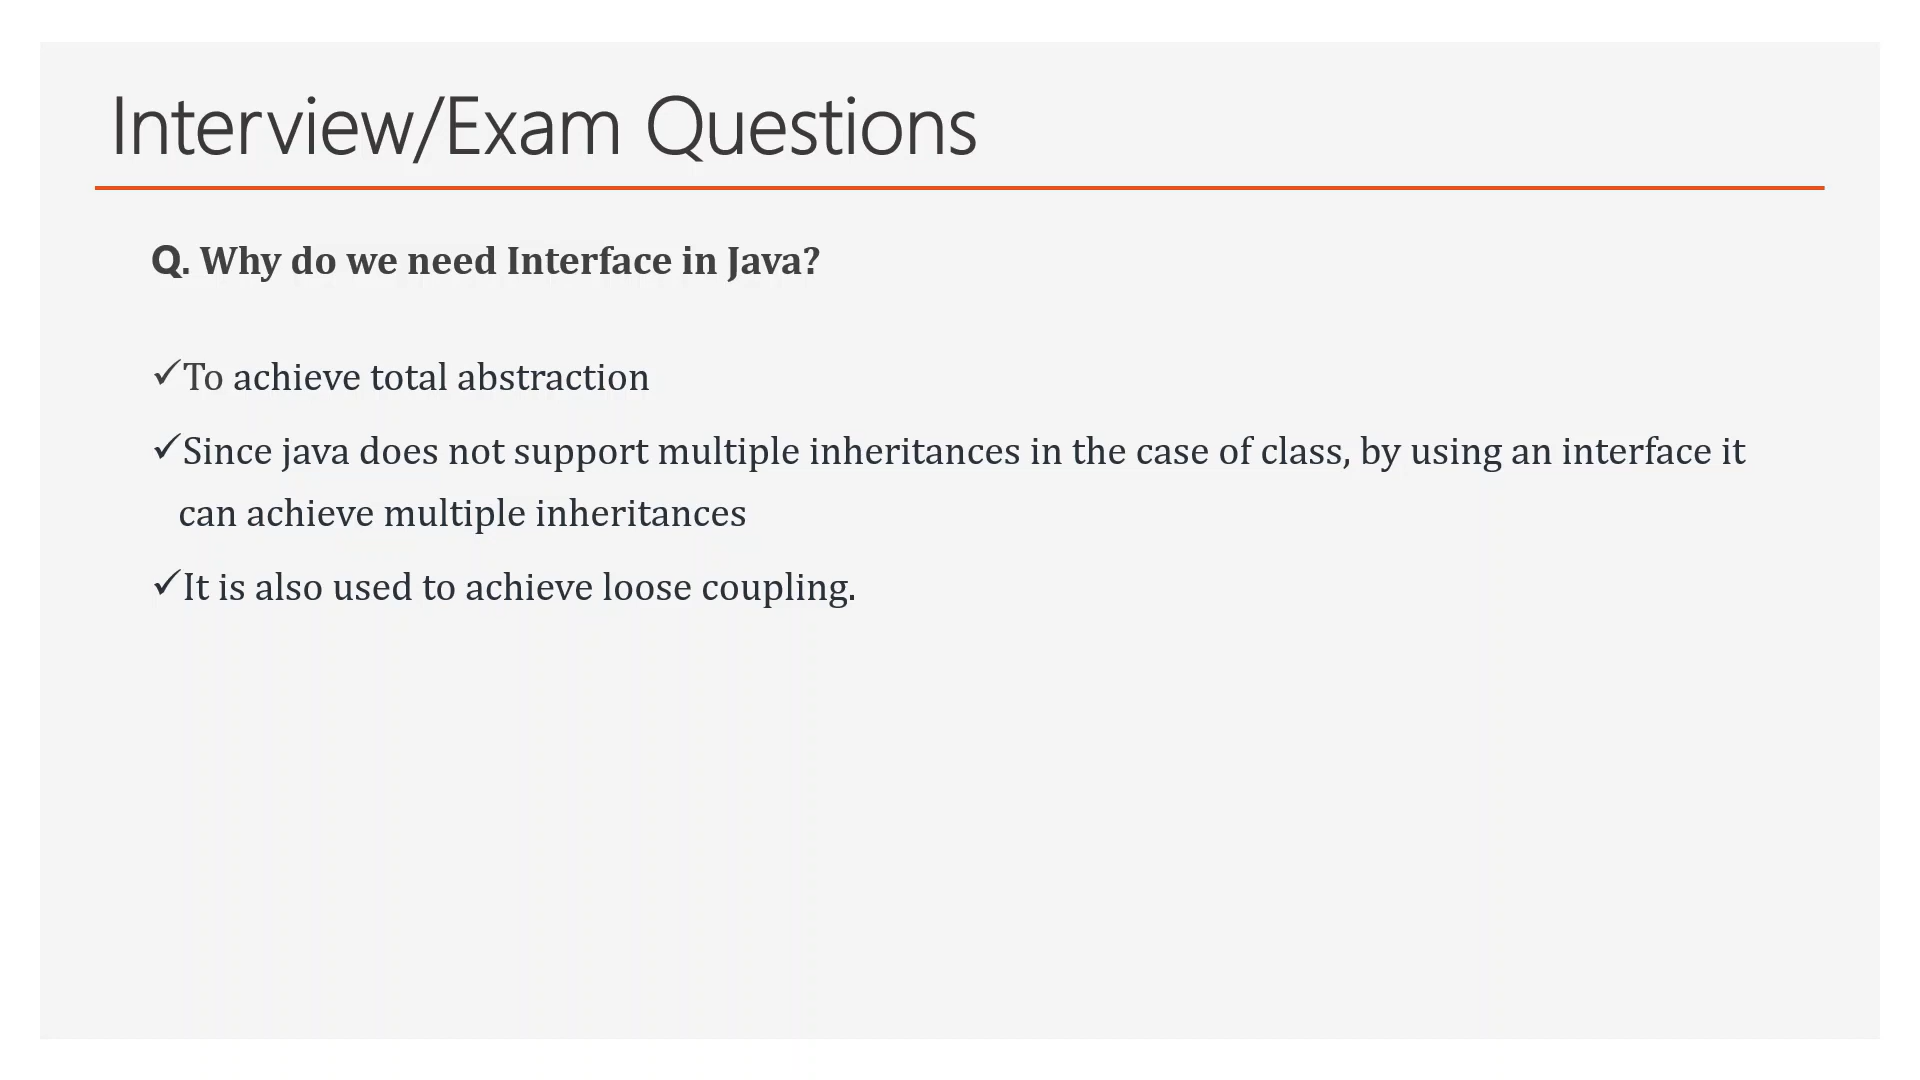 Interview/Exam Questions
Q. Why do we need Interface in Java?
✓To achieve total abstraction
✓Since java does not support multiple inheritances in the case of class, by using an interface it
can achieve multiple inheritances
✓It is also used to achieve loose coupling.